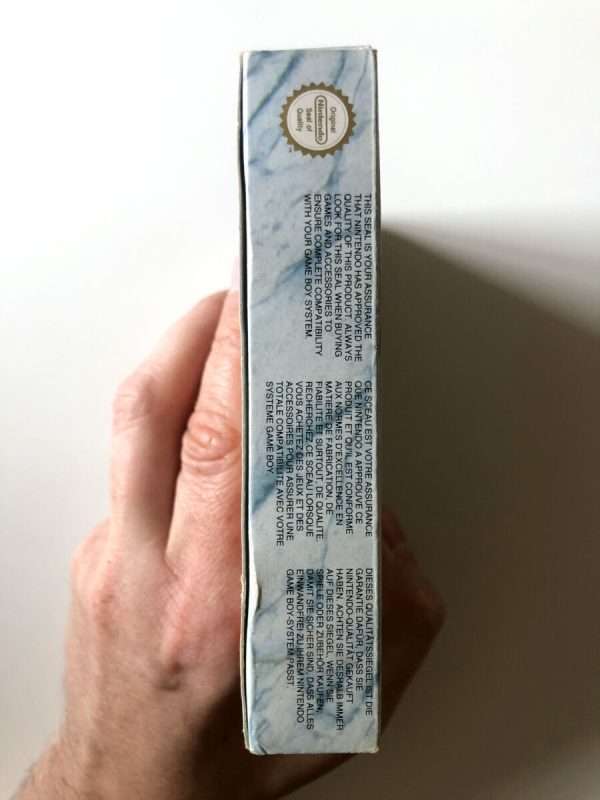 Original
Nintendo
Seal of
Quality
THIS SEAL IS YOUR ASSURANCE
THAT NINTENDO HAS APPROVED THE
QUALITY OF THIS PRODUCT. ALWAYS
LOOK FOR THIS SEAL WHEN BUYING
GAMES AND ACCESSORIES TO
ENSURE COMPLETE COMPATIBILITY
WITH YOUR GAME BOY SYSTEM.
CE SCEAU EST VOTRE ASSURANCE
QUE NINTENDO A APPROUVE CE
PRODUIT ET QU'IL EST CONFORME
AUX NORMES D'EXCELLENCE EN
MATIERE DE FABRICATION, DE
FIABILITE ET SURTOUT, DE QUALITE.
RECHERCHEZ CE SCEAU LORSQUE
VOUS ACHETEZ DES JEUX ET DES
ACCESSOIRES POUR ASSURER UNE
TOTALE COMPATIBILITE AVEC VOTRE
SYSTEME GAME BOY.
DIESES QUALITÄTSSIEGEL IST DIE
GARANTIE DAFÜR, DASS SIE
NINTENDO-QUALITÄT GEKAUFT
HABEN. ACHTEN SIE DESHALB IMMER
AUF DIESES SIEGEL, WENN SIE
SPIELE ODER ZUBEHÖR KAUFEN,
DAMIT SIE SICHER SIND, DASS ALLES
EINWANDFREI ZU IHREM NINTENDO
GAME BOY-SYSTEM PASST.